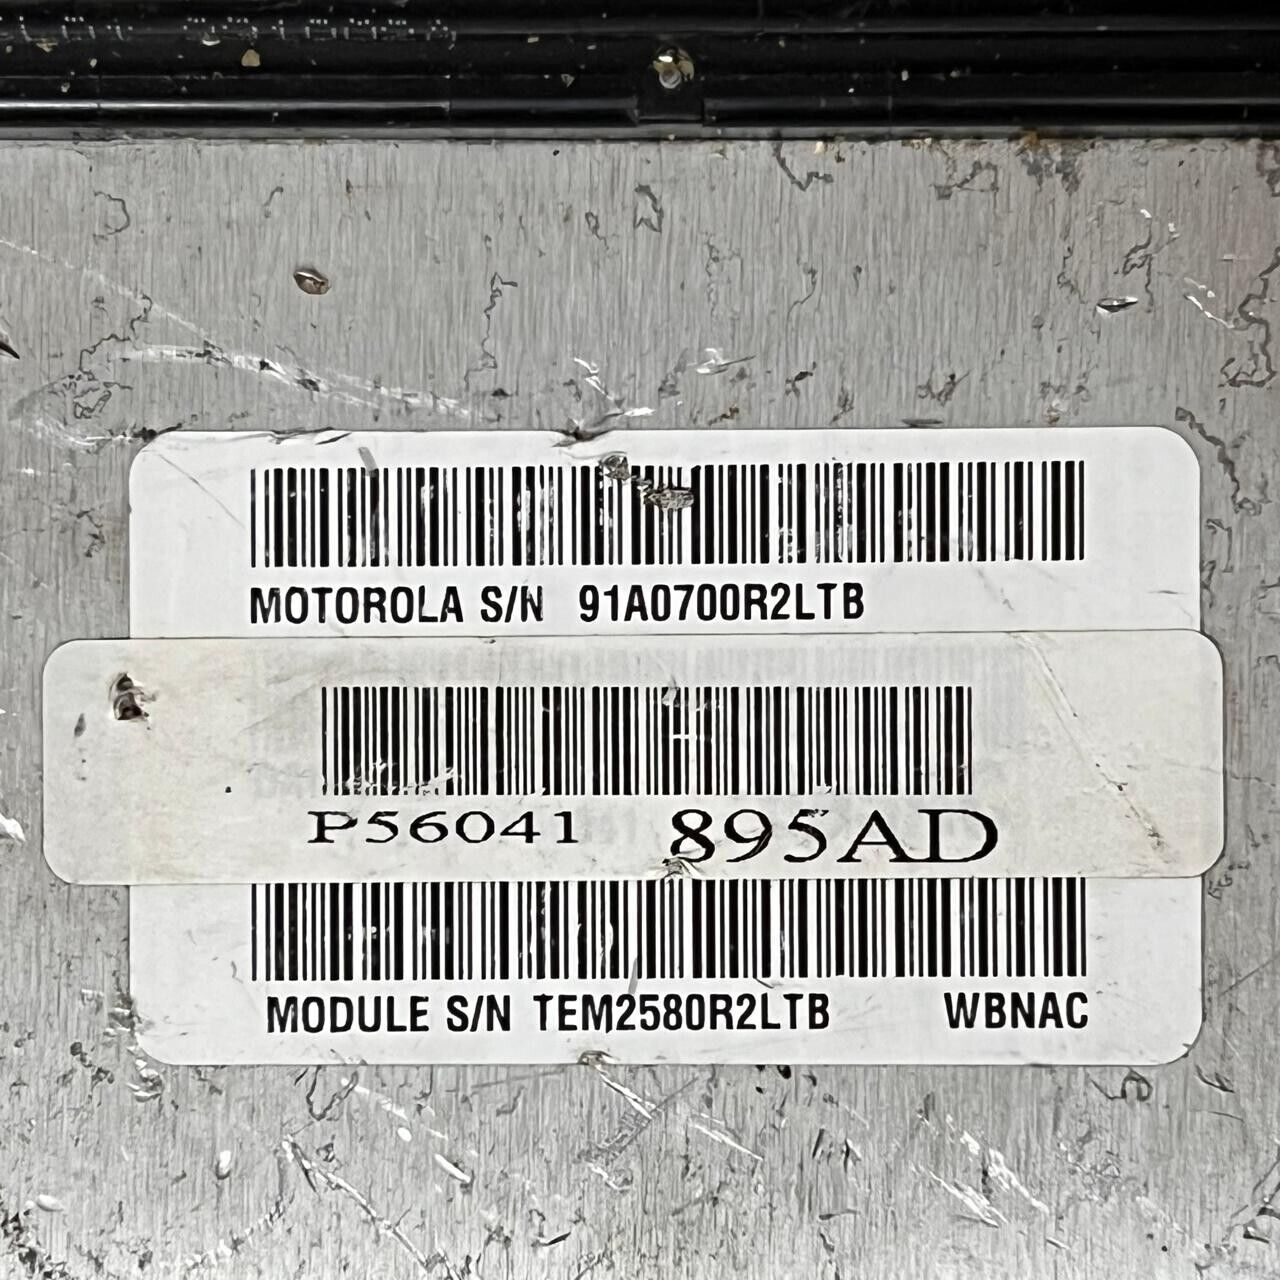 MOTOROLA S/N 91A0700R2LTB
P56041 895AD
MODULE S/N TEM2580R2LTB WBNAC